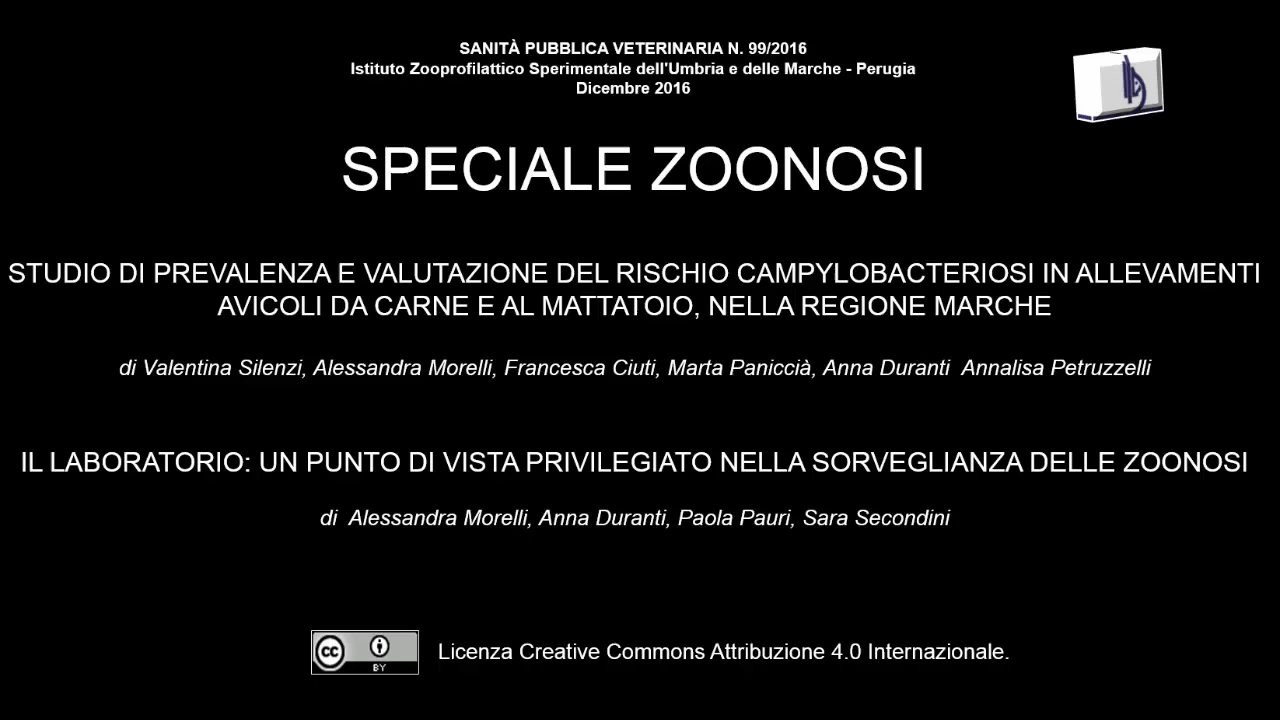 SANITÀ PUBBLICA VETERINARIA N. 99/2016
Istituto Zooprofilattico Sperimentale dell'Umbria e delle Marche - Perugia
Dicembre 2016
SPECIALE ZOONOSI
STUDIO DI PREVALENZA E VALUTAZIONE DEL RISCHIO CAMPYLOBACTERIOSI IN ALLEVAMENTI
AVICOLI DA CARNE E AL MATTATOIO, NELLA REGIONE MARCHE
di Valentina Silenzi, Alessandra Morelli, Francesca Ciuti, Marta Paniccià, Anna Duranti  Annalisa Petruzzelli
IL LABORATORIO: UN PUNTO DI VISTA PRIVILEGIATO NELLA SORVEGLIANZA DELLE ZOONOSI
di  Alessandra Morelli, Anna Duranti, Paola Pauri, Sara Secondini
cc
BY
Licenza Creative Commons Attribuzione 4.0 Internazionale.